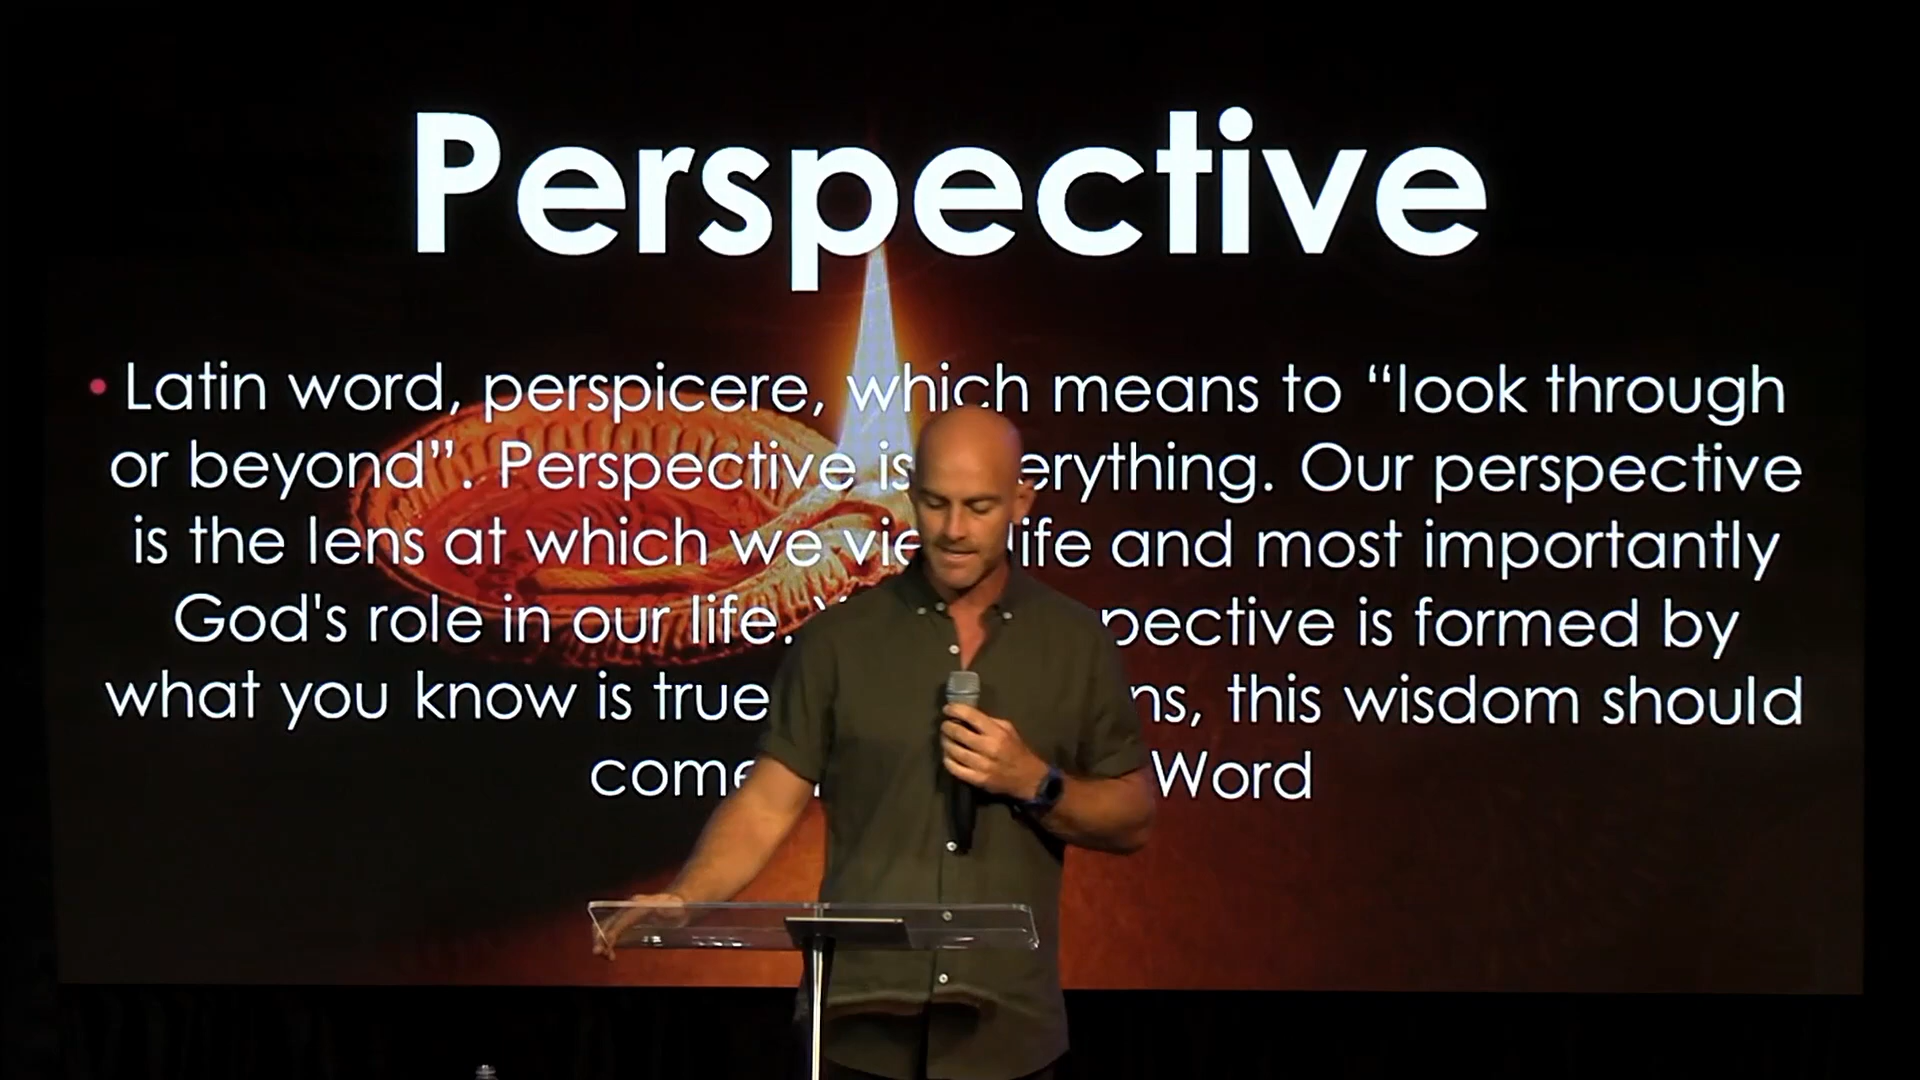 Perspective
• Latin word, perspicere, which means to “look through
or beyond”. Perspective is erything. Our perspective
is the lens at which we vie life and most importantly
God's role in our life. pective is formed by
what you know is true ns, this wisdom should
come Word